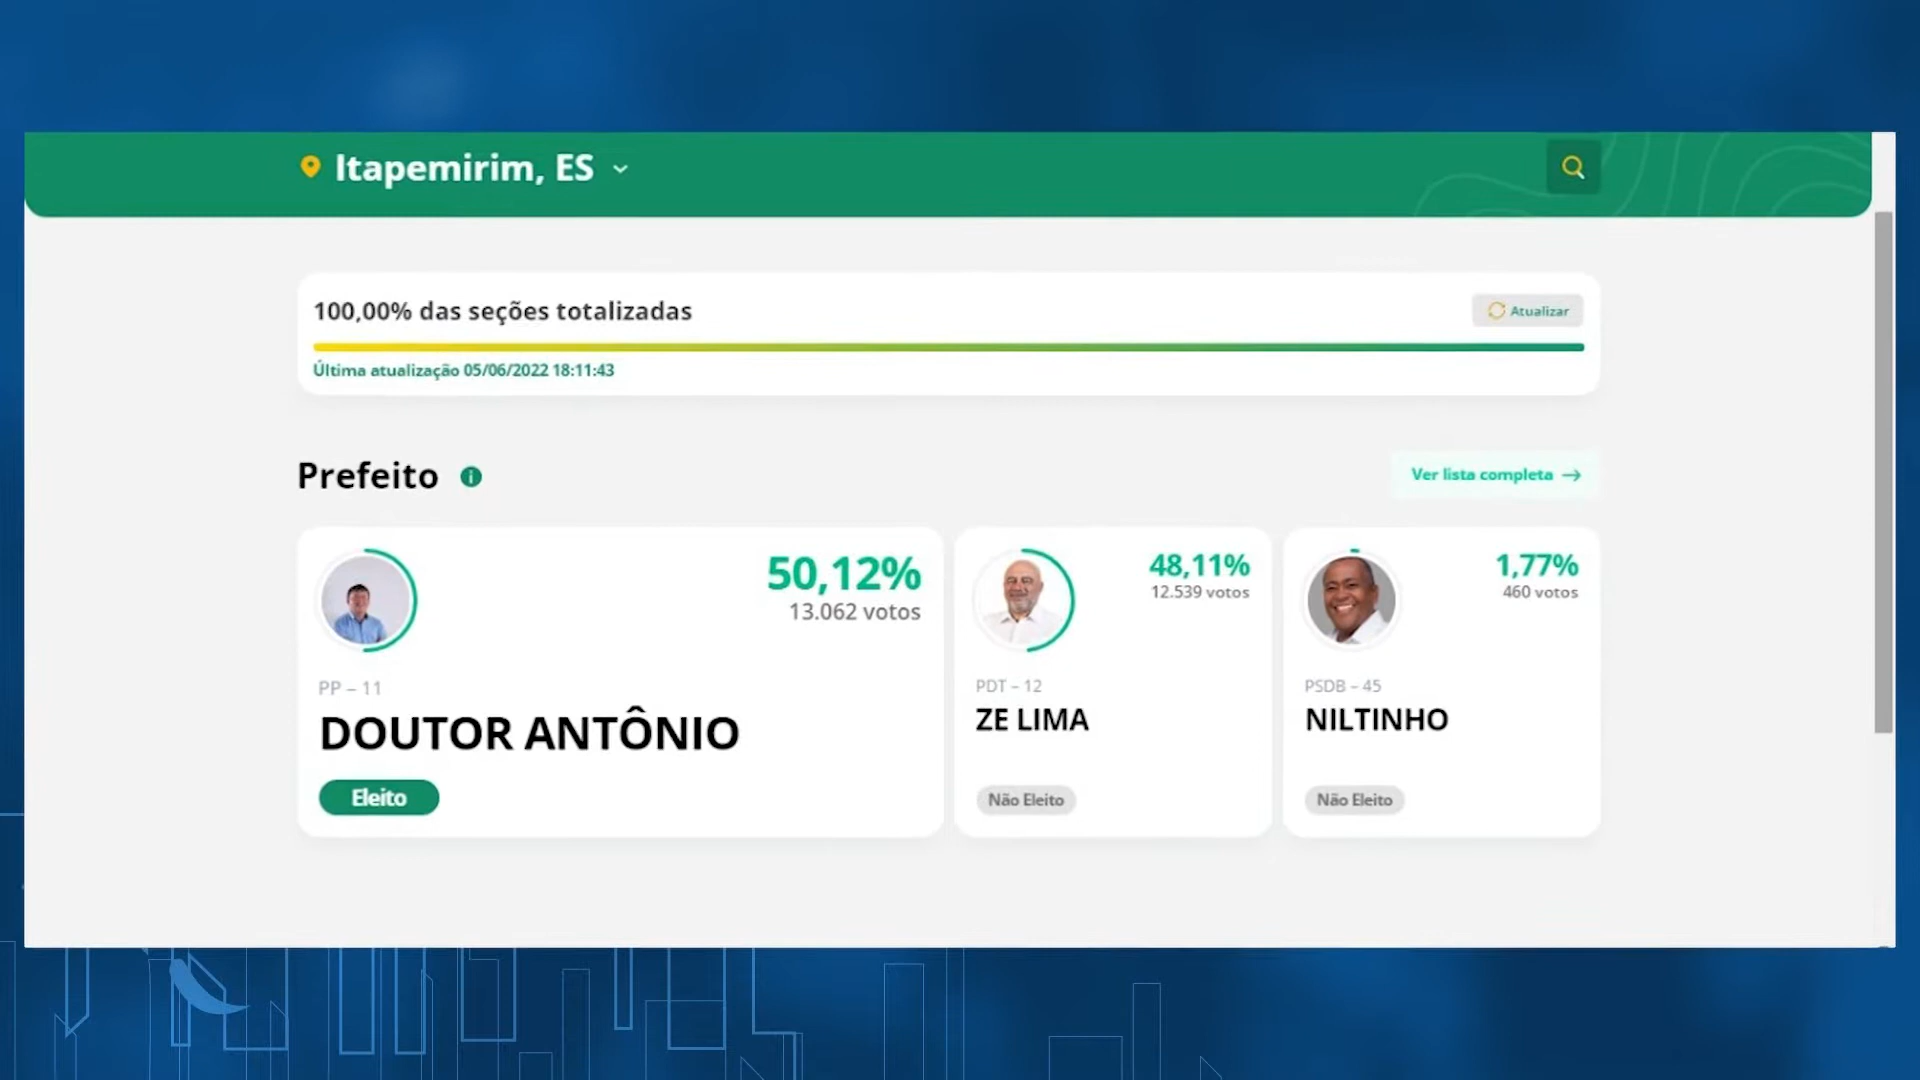 Itapemirim, ES
100,00% das seções totalizadas
Atualizar
Última atualização 05/06/2022 18:11:43
Prefeito
Ver lista completa
50,12%
13.062 votos
PP – 11
DOUTOR ANTÔNIO
Eleito
48,11%
12.539 votos
PDT – 12
ZE LIMA
Não Eleito
1,77%
460 votos
PSDB – 45
NILTINHO
Não Eleito